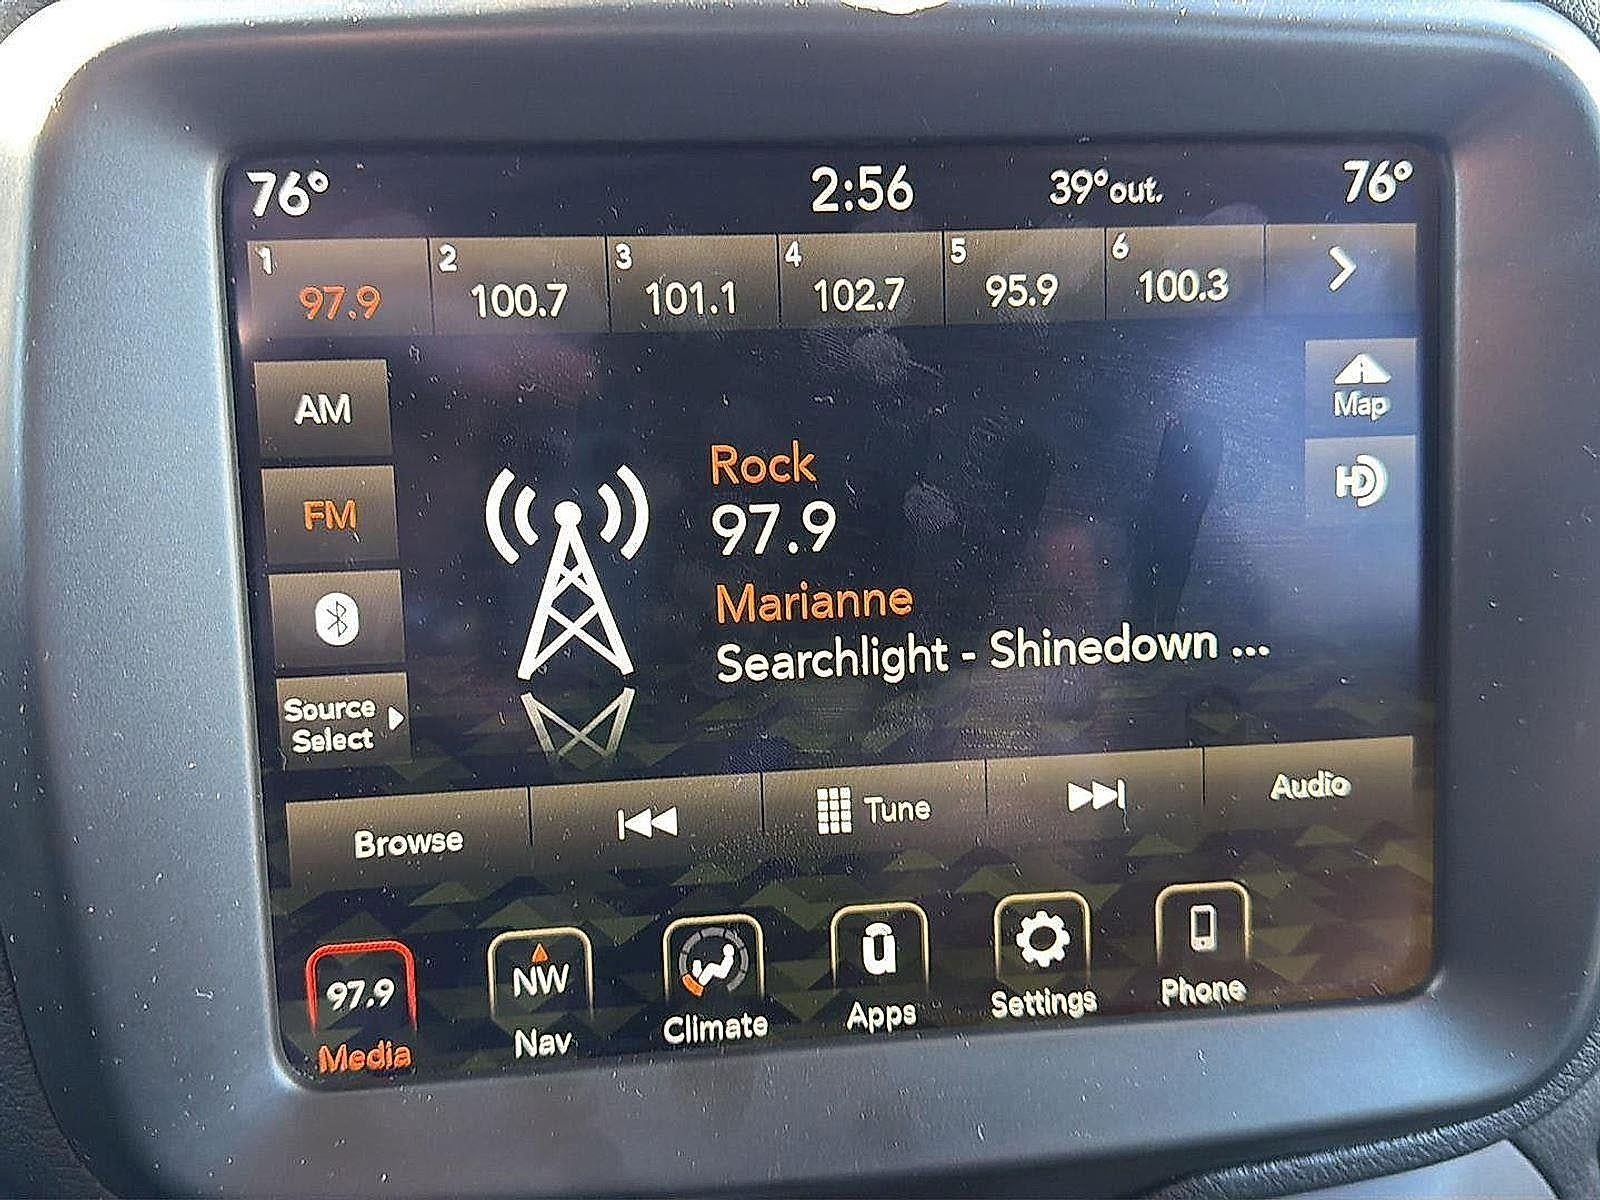 76° 2:56 39°out. 76°
1 2 3 4 5 6
97.9 100.7 101.1 102.7 95.9 100.3
AM
FM
Source
Select
Rock
97.9
Marianne
Searchlight - Shinedown ...
Map
HD
Browse Tune Audio
97.9 NW
Media Nav Climate Apps Settings Phone